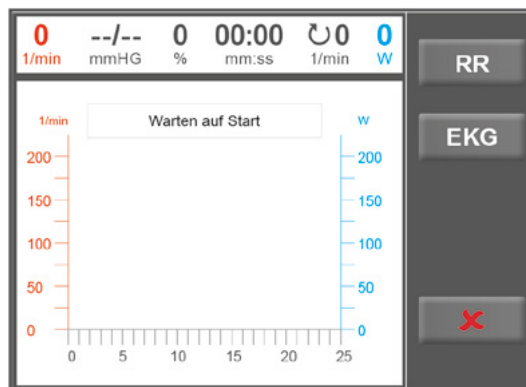 0 --/-- 0 00:00 ↻0 0
1/min mmHG % mm:ss 1/min W
RR
EKG
1/min Warten auf Start W
200 200
150 150
100 100
50 50
0 0
0 5 10 15 20 25